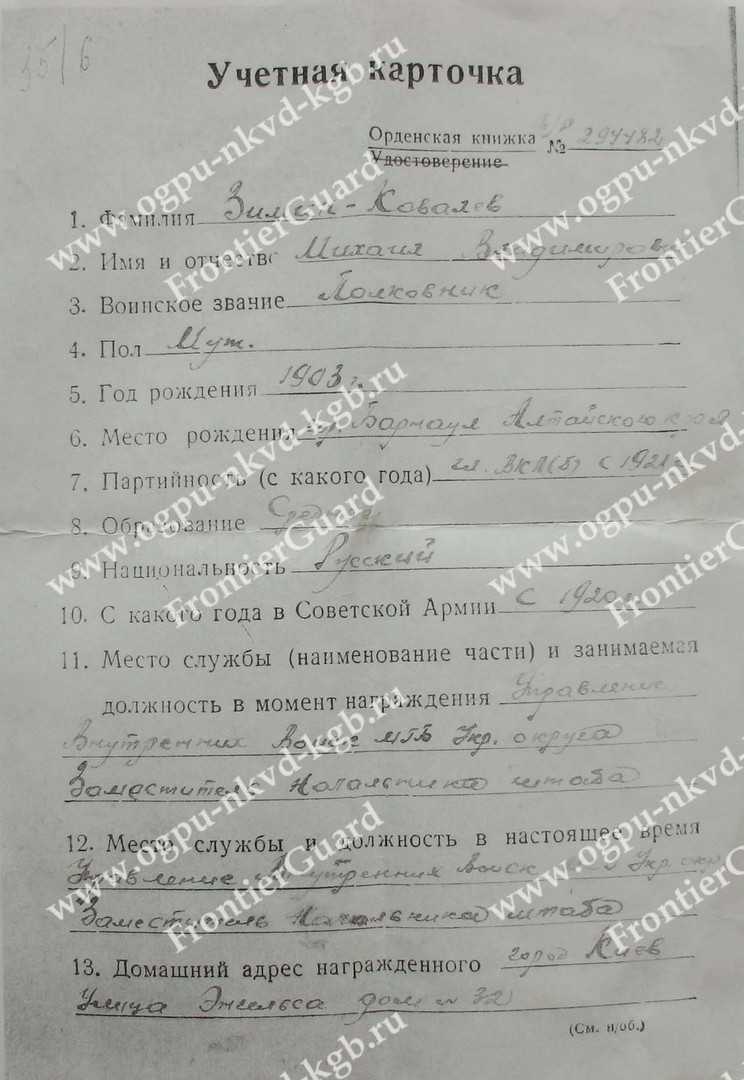 35/6
Учетная карточка
Орденская книжка
Удостоверение
№ 294482
1. Фамилия Зимин-Ковалев
2. Имя и отчество Михаил Владимирович
3. Воинское звание Полковник
4. Пол Муж.
5. Год рождения 1903 г.
6. Место рождения Барнаул Алтайского края
7. Партийность (с какого года) чл. ВКП(б) с 1921 г
8. Образование Среднее
9. Национальность Русский
10. С какого года в Советской Армии с 1920 г.
11. Место службы (наименование части) и занимаемая
должность в момент награждения Управление
Внутренних Войск МГБ Укр. округа
Заместитель Начальника штаба
12. Место службы и должность в настоящее время
Управление Внутренних Войск Укр. окр.
Заместитель Начальника штаба
13. Домашний адрес награжденного город Киев
Улица Энгельса дом № 32
(См. н/об.)
www.ogpu-nkvd-kgb.ru
FrontierGuard